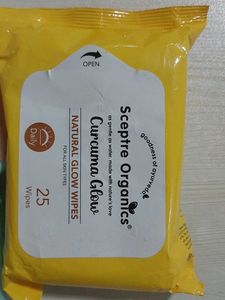 OPEN
goodness of ayurveda
Sceptre Organics®
as gentle as water, made with nature's love
Curcuma Glow
NATURAL GLOW WIPES
FOR ALL SKIN TYPES
Daily
25
Wipes